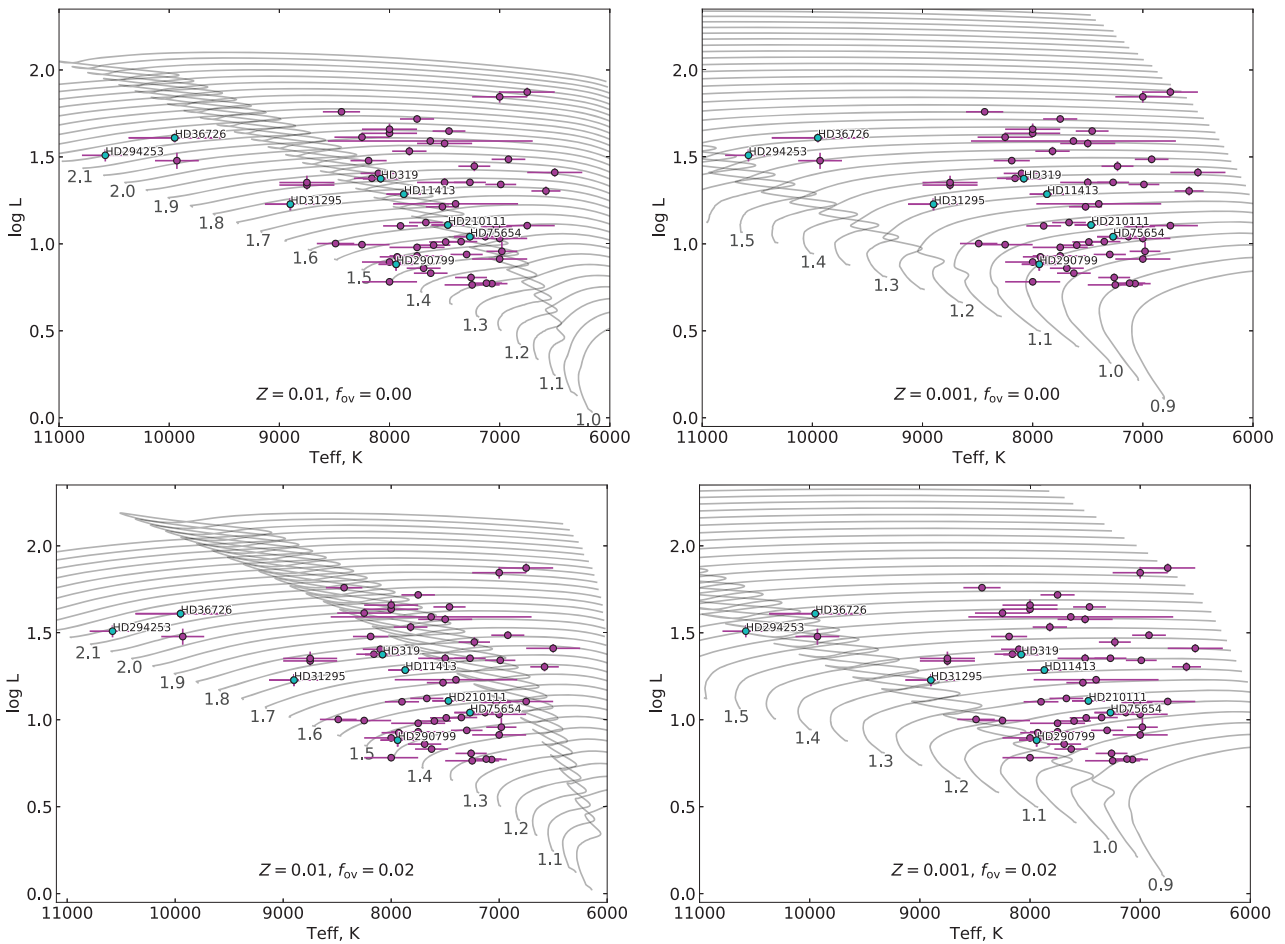 log L
2.0
1.5
1.0
0.5
0.0
HD36726
HD294253
HD319
HD11413
HD31295
HD210111
HD75654
HD290799
2.1
2.0
1.9
1.8
1.7
1.6
1.5
1.4
1.3
1.2
1.1
1.0
Z = 0.01, fov = 0.00
11000 10000 9000 8000 7000 6000
Teff, K
log L
2.0
1.5
1.0
0.5
0.0
HD36726
HD294253
HD319
HD11413
HD31295
HD210111
HD75654
HD290799
1.5
1.4
1.3
1.2
1.1
1.0
0.9
Z = 0.001, fov = 0.00
11000 10000 9000 8000 7000 6000
Teff, K
log L
2.0
1.5
1.0
0.5
0.0
HD36726
HD294253
HD319
HD11413
HD31295
HD210111
HD75654
HD290799
2.1
2.0
1.9
1.8
1.7
1.6
1.5
1.4
1.3
1.2
1.1
Z = 0.01, fov = 0.02
11000 10000 9000 8000 7000 6000
Teff, K
log L
2.0
1.5
1.0
0.5
0.0
HD36726
HD294253
HD319
HD11413
HD31295
HD210111
HD75654
HD290799
1.5
1.4
1.3
1.2
1.1
1.0
0.9
Z = 0.001, fov = 0.02
11000 10000 9000 8000 7000 6000
Teff, K